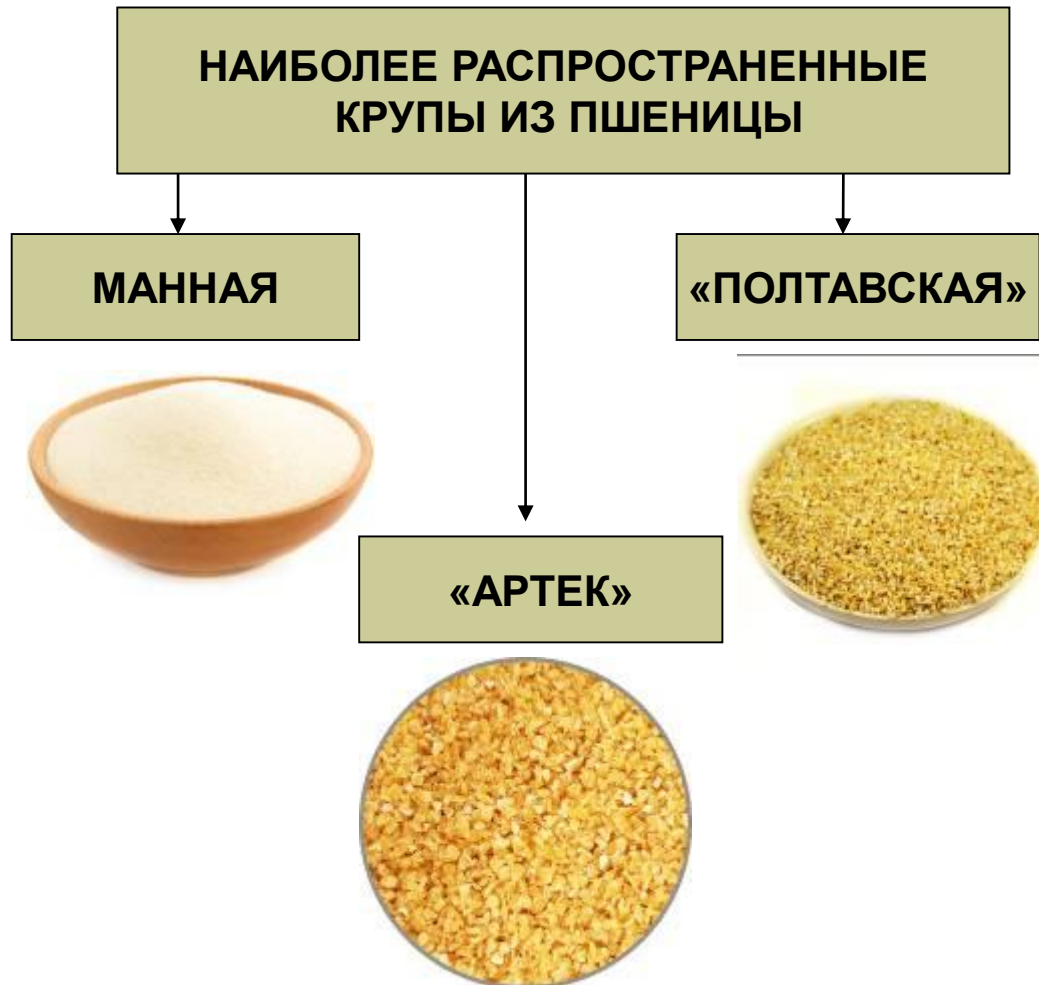 НАИБОЛЕЕ РАСПРОСТРАНЕННЫЕ
КРУПЫ ИЗ ПШЕНИЦЫ
МАННАЯ
«ПОЛТАВСКАЯ»
«АРТЕК»